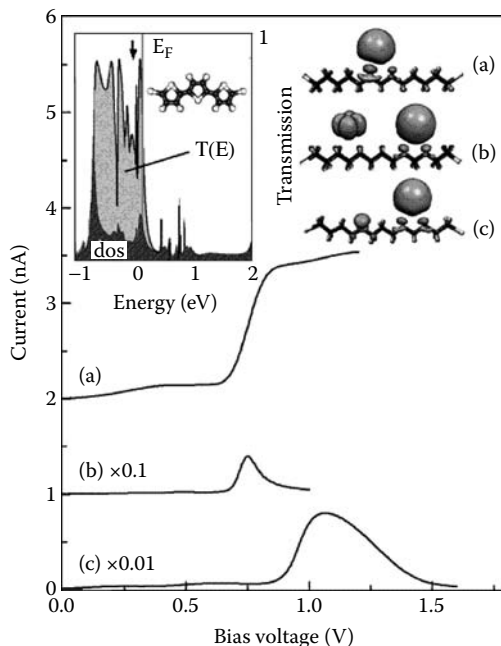 6
5
4
3
2
1
0
Current (nA)
0.0
0.5
1.0
1.5
Bias voltage (V)
E_F
1
T(E)
dos
−1
0
1
2
Energy (eV)
Transmission
(a)
(b)
(c)
(a)
(b) ×0.1
(c) ×0.01